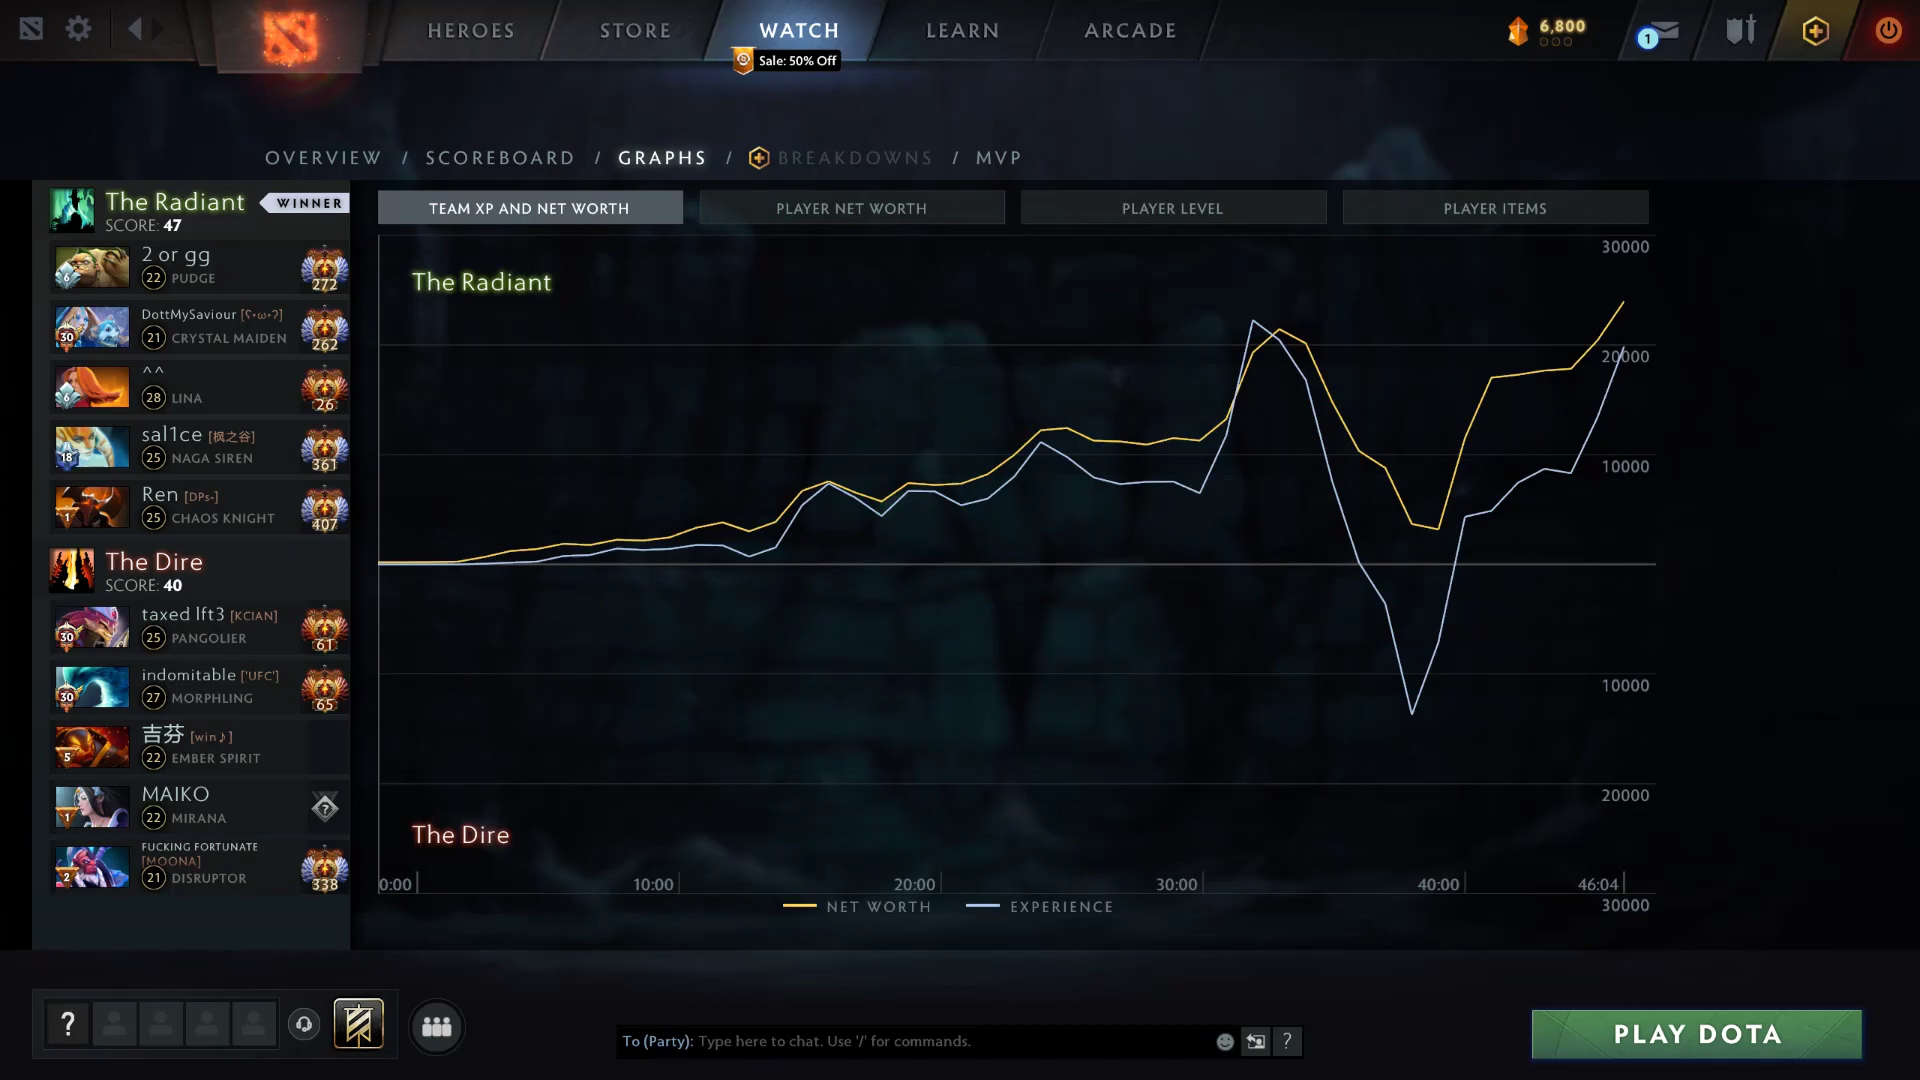 HEROES
STORE
WATCH
LEARN
ARCADE
6,800
1
Sale: 50% Off
OVERVIEW / SCOREBOARD / GRAPHS / BREAKDOWNS / MVP
The Radiant
WINNER
SCORE: 47
6
2 or gg
22 PUDGE
272
30
DottMySaviour [ʕ•ω•ʔ]
21 CRYSTAL MAIDEN
262
6
^^
28 LINA
26
18
sal1ce [枫之谷]
25 NAGA SIREN
361
1
Ren [DPs-]
25 CHAOS KNIGHT
407
The Dire
SCORE: 40
30
taxed lft3 [KCIAN]
25 PANGOLIER
61
30
indomitable ['UFC']
27 MORPHLING
65
5
吉芬 [win♪]
22 EMBER SPIRIT
1
MAIKO
22 MIRANA
?
2
FUCKING FORTUNATE
[MOONA]
21 DISRUPTOR
338
TEAM XP AND NET WORTH
PLAYER NET WORTH
PLAYER LEVEL
PLAYER ITEMS
30000
The Radiant
20000
10000
10000
20000
The Dire
0:00
10:00
20:00
30:00
40:00
46:04
30000
NET WORTH
EXPERIENCE
?
To (Party): Type here to chat. Use '/' for commands.
?
PLAY DOTA